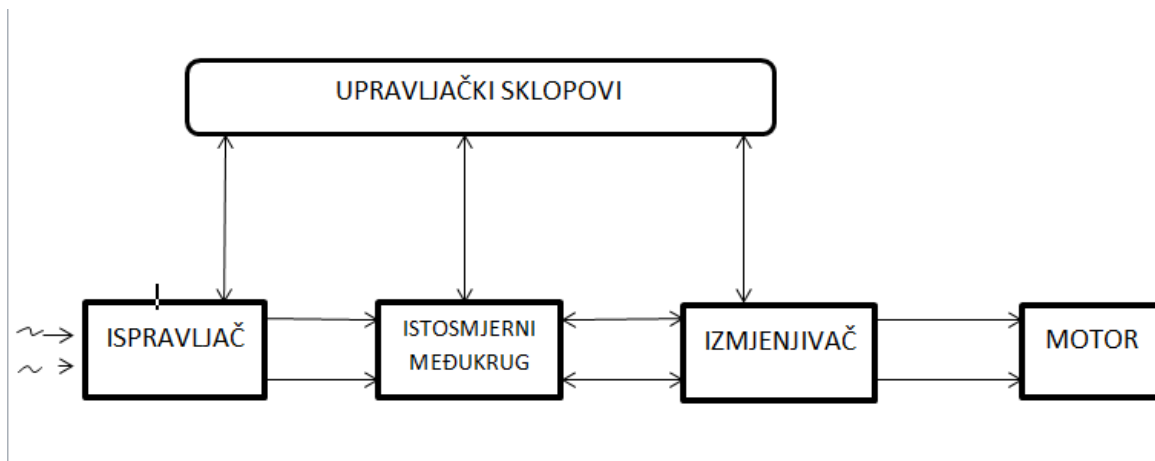 UPRAVLJAČKI SKLOPOVI
ISPRAVLJAČ
ISTOSMJERNI
MEĐUKRUG
IZMJENJIVAČ
MOTOR